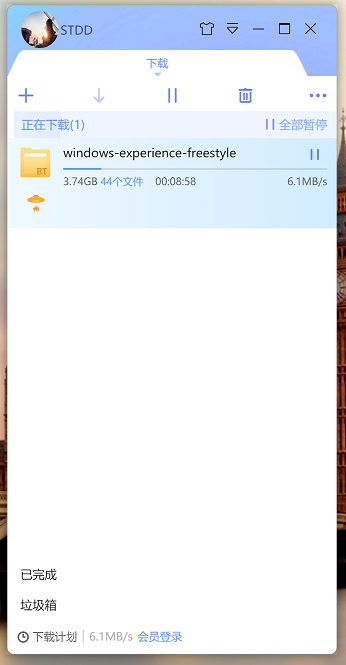 STDD
下载
正在下载(1) 全部暂停
windows-experience-freestyle
BT
3.74GB 44个文件 00:08:58 6.1MB/s
已完成
垃圾箱
下载计划 6.1MB/s 会员登录